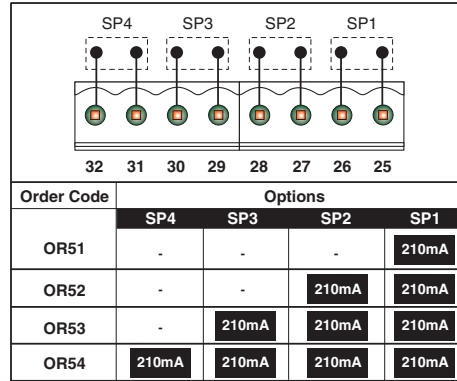 SP4 SP3 SP2 SP1
32 31 30 29 28 27 26 25
Order Code Options
SP4 SP3 SP2 SP1
OR51 - - - 210mA
OR52 - - 210mA 210mA
OR53 - 210mA 210mA 210mA
OR54 210mA 210mA 210mA 210mA